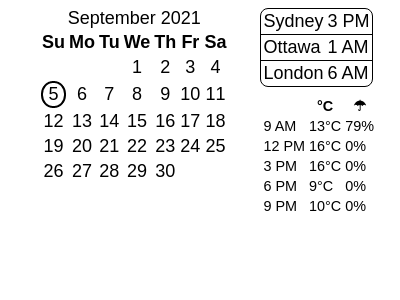 September 2021
Su Mo Tu We Th Fr Sa
1 2 3 4
5 6 7 8 9 10 11
12 13 14 15 16 17 18
19 20 21 22 23 24 25
26 27 28 29 30
Sydney 3 PM
Ottawa 1 AM
London 6 AM
°C ☂
9 AM 13°C 79%
12 PM 16°C 0%
3 PM 16°C 0%
6 PM 9°C 0%
9 PM 10°C 0%